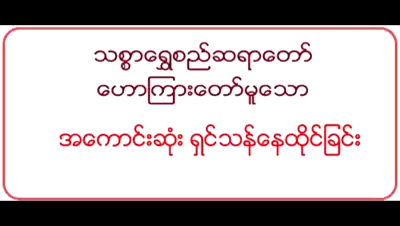 သစ္စာရွှေစည်ဆရာတော်
ဟောကြားတော်မူသော
အကောင်းဆုံး ရှင်သန်နေထိုင်ခြင်း